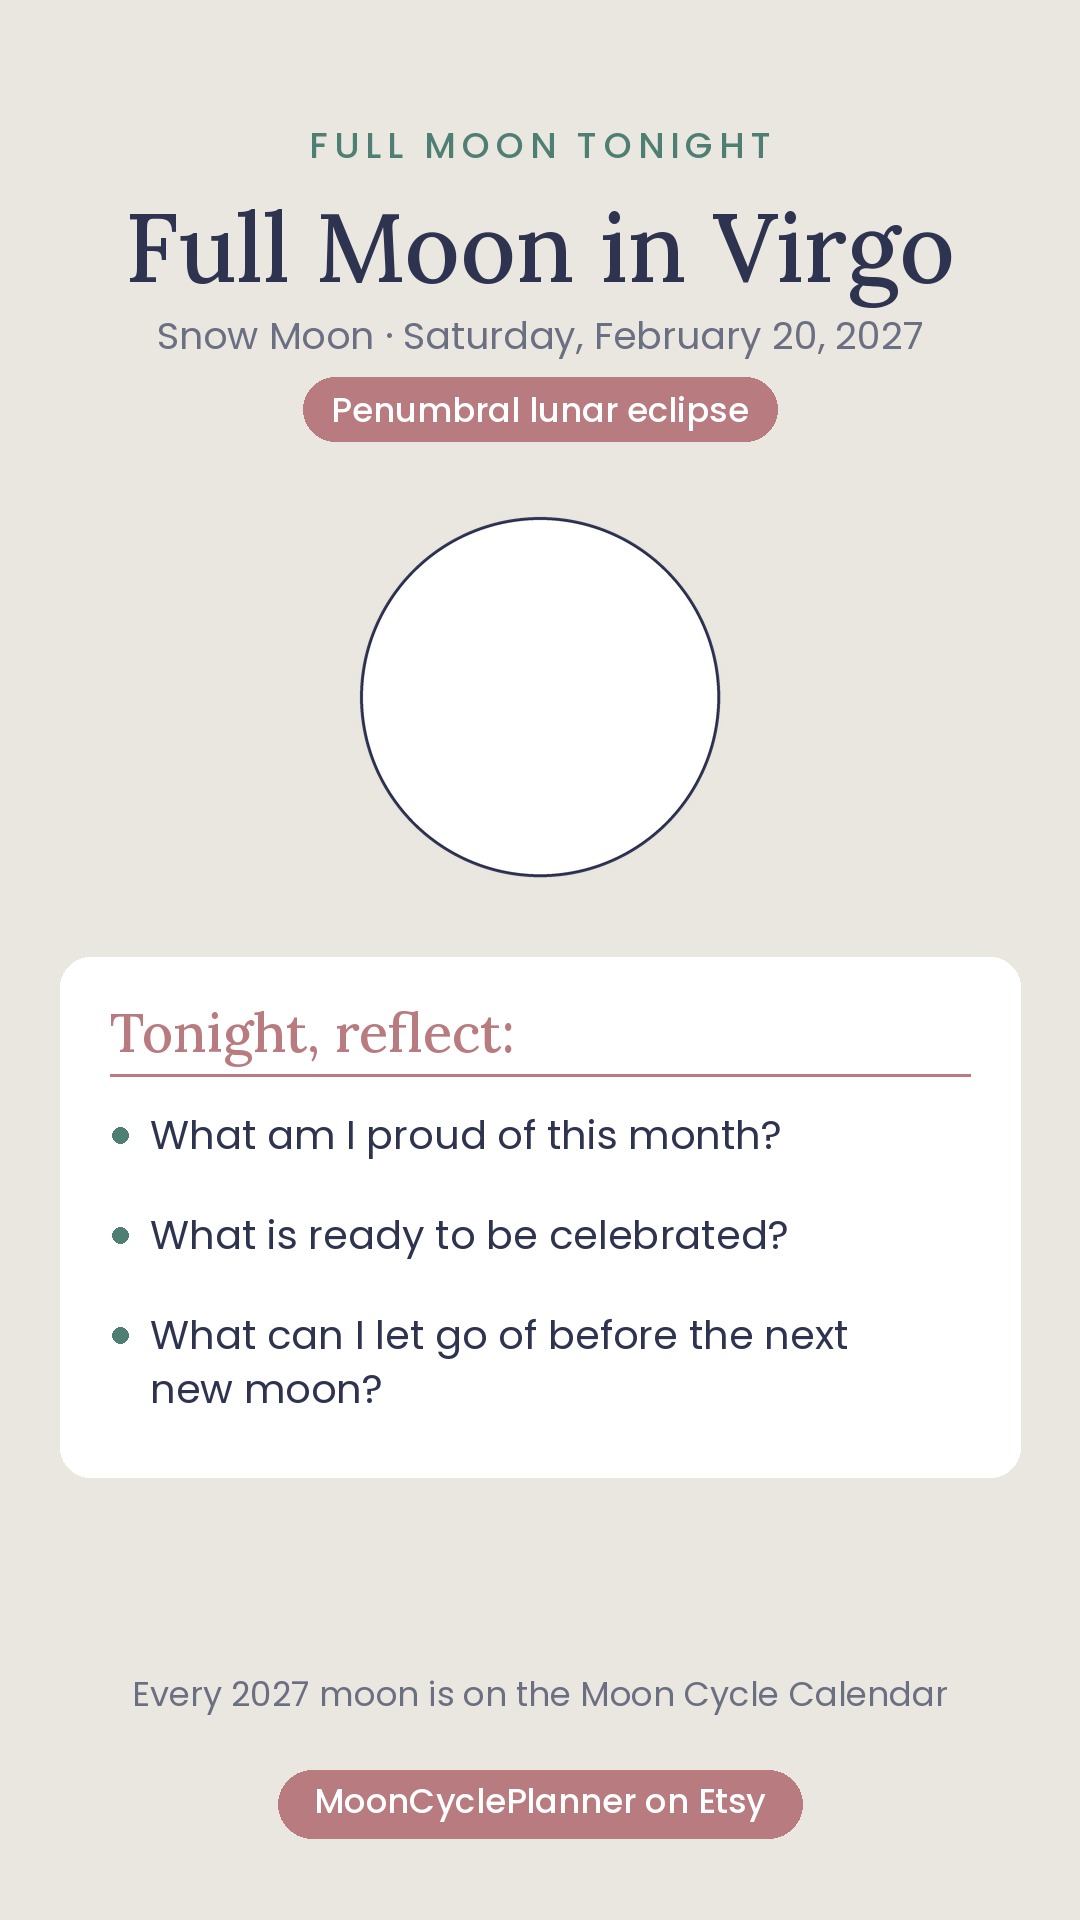 FULL MOON TONIGHT
Full Moon in Virgo
Snow Moon · Saturday, February 20, 2027
Penumbral lunar eclipse
Tonight, reflect:
What am I proud of this month?
What is ready to be celebrated?
What can I let go of before the next
new moon?
Every 2027 moon is on the Moon Cycle Calendar
MoonCyclePlanner on Etsy